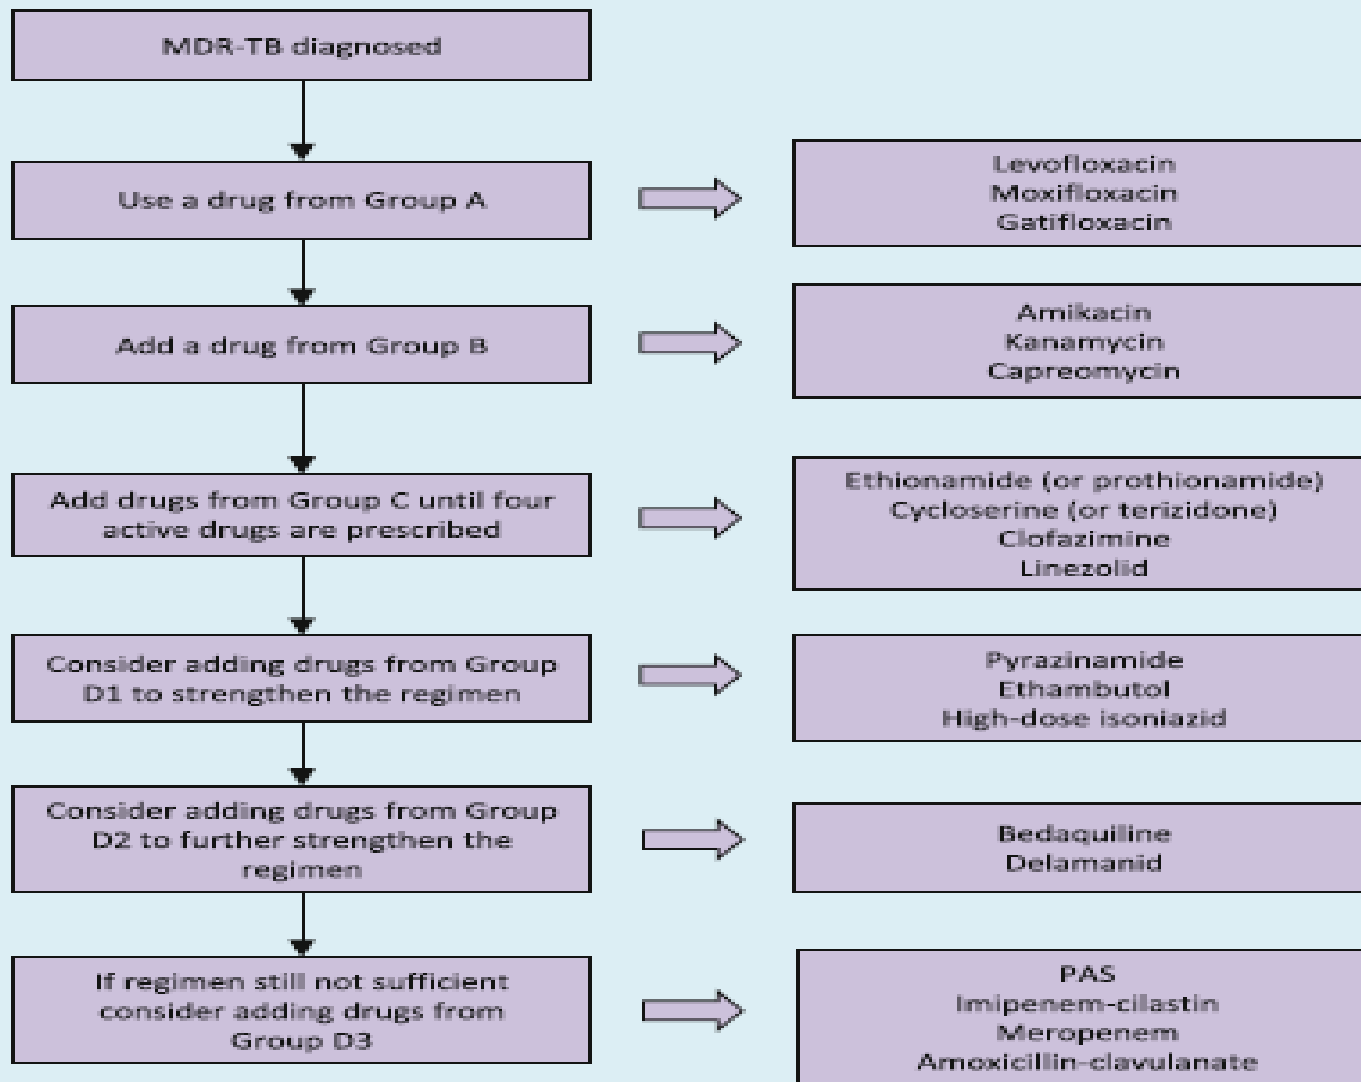 MDR-TB diagnosed
Use a drug from Group A
Levofloxacin
Moxifloxacin
Gatifloxacin
Add a drug from Group B
Amikacin
Kanamycin
Capreomycin
Add drugs from Group C until four
active drugs are prescribed
Ethionamide (or prothionamide)
Cycloserine (or terizidone)
Clofazimine
Linezolid
Consider adding drugs from Group
D1 to strengthen the regimen
Pyrazinamide
Ethambutol
High-dose isoniazid
Consider adding drugs from Group
D2 to further strengthen the
regimen
Bedaquiline
Delamanid
If regimen still not sufficient
consider adding drugs from
Group D3
PAS
Imipenem-cilastin
Meropenem
Amoxicillin-clavulanate